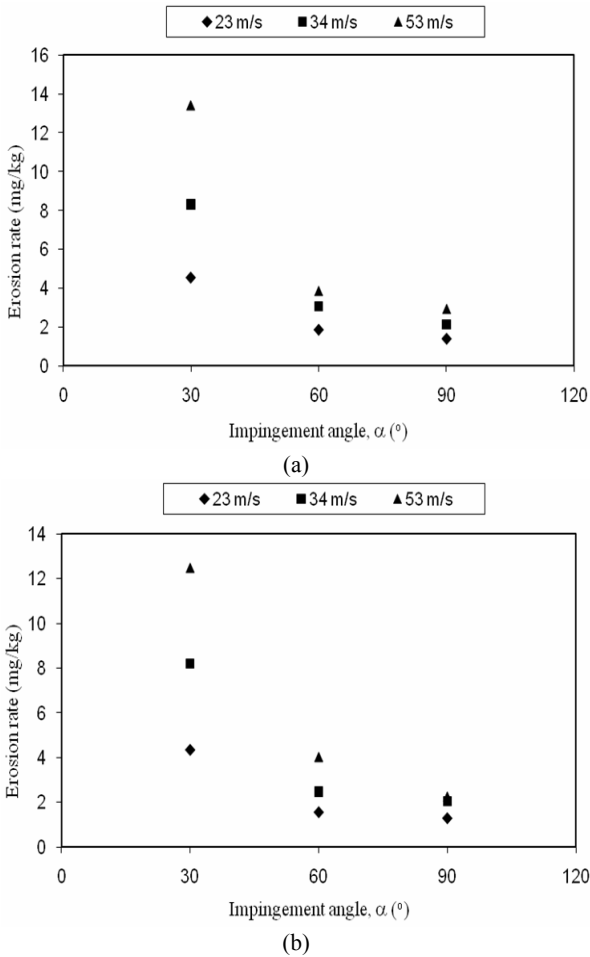 23 m/s 34 m/s 53 m/s
16
14
12
10
8
6
4
2
0
Erosion rate (mg/kg)
0 30 60 90 120
Impingement angle, α (°)
(a)
23 m/s 34 m/s 53 m/s
14
12
10
8
6
4
2
0
Erosion rate (mg/kg)
0 30 60 90 120
Impingement angle, α (°)
(b)